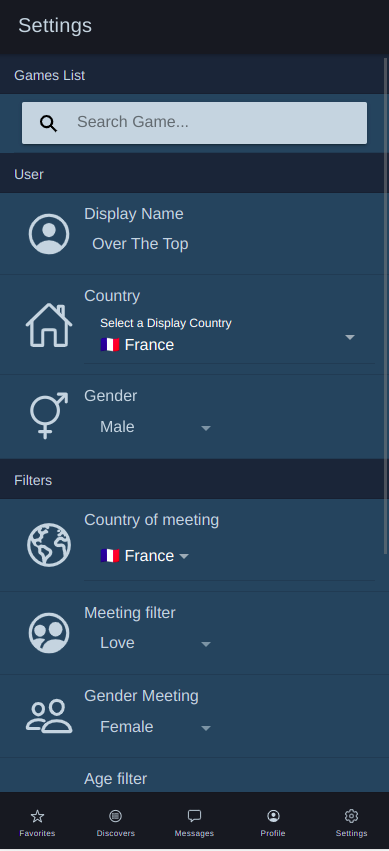 Settings
Games List
Search Game...
User
Display Name
Over The Top
Country
Select a Display Country
France
Gender
Male
Filters
Country of meeting
France
Meeting filter
Love
Gender Meeting
Female
Age filter
Favorites Discovers Messages Profile Settings